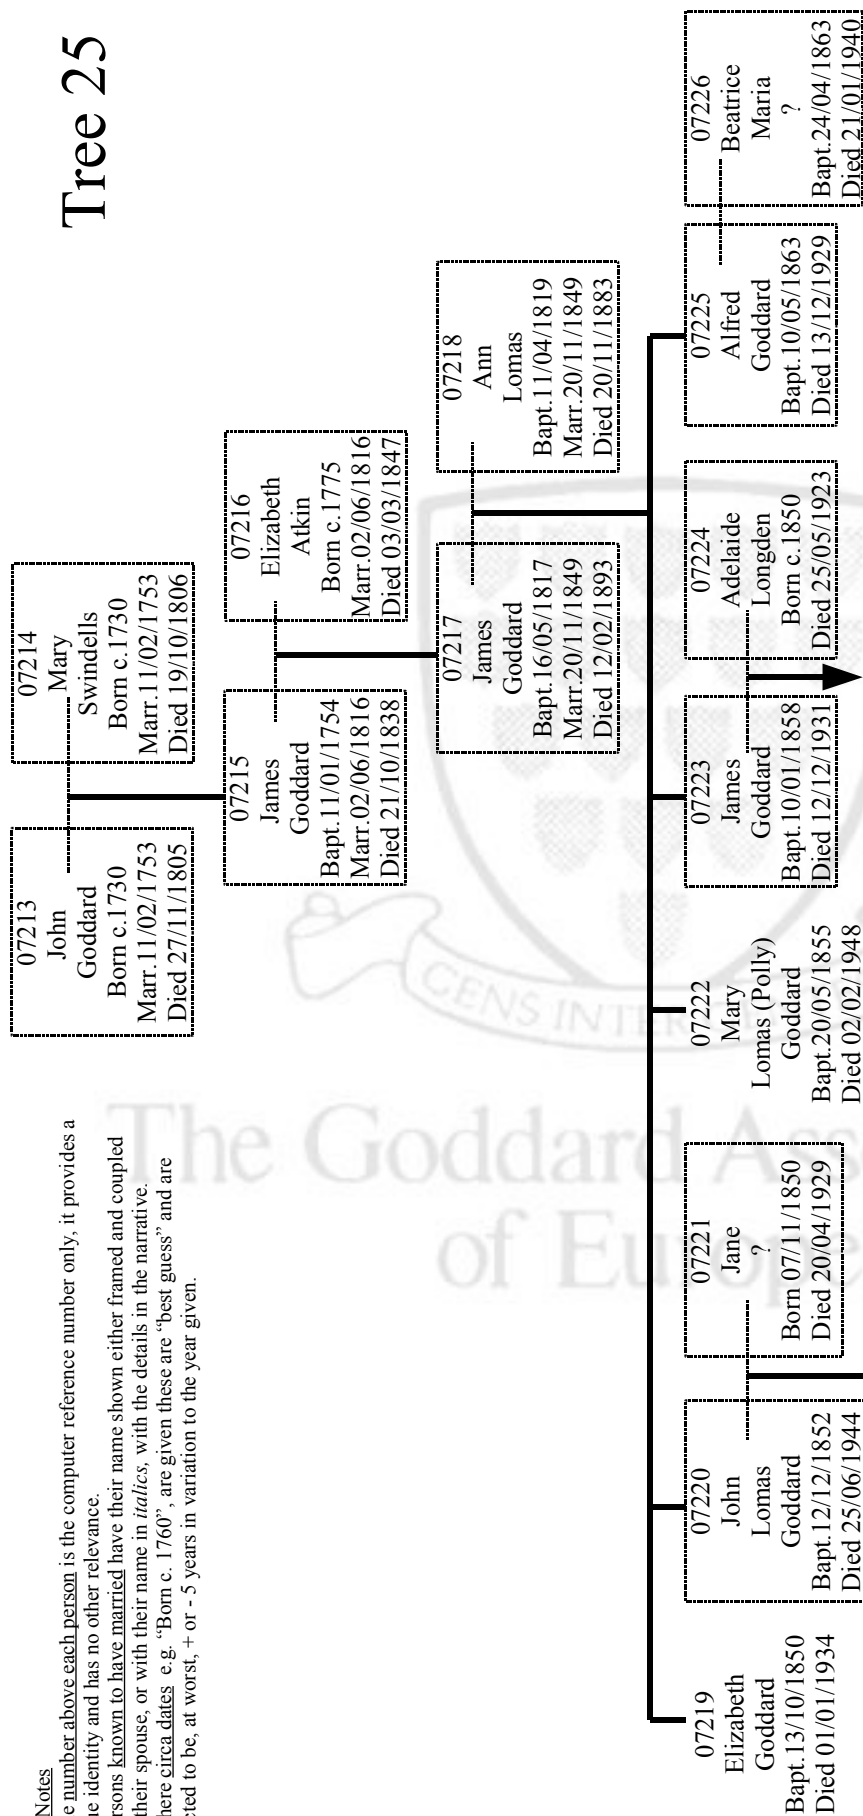 Tree 25
Notes
e number above each person is the computer reference number only, it provides a
ue identity and has no other relevance.
rsons known to have married have their name shown either framed and coupled
their spouse, or with their name in italics, with the details in the narrative.
here circa dates e.g. “Born c. 1760”, are given these are “best guess” and are
cted to be, at worst, + or - 5 years in variation to the year given.
07213
John
Goddard
Born c.1730
Marr.11/02/1753
Died 27/11/1805
07214
Mary
Swindells
Born c.1730
Marr.11/02/1753
Died 19/10/1806
07215
James
Goddard
Bapt.11/01/1754
Marr.02/06/1816
Died 21/10/1838
07216
Elizabeth
Atkin
Born c.1775
Marr.02/06/1816
Died 03/03/1847
07217
James
Goddard
Bapt.16/05/1817
Marr.20/11/1849
Died 12/02/1893
07218
Ann
Lomas
Bapt.11/04/1819
Marr.20/11/1849
Died 20/11/1883
07219
Elizabeth
Goddard
Bapt.13/10/1850
Died 01/01/1934
07220
John
Lomas
Goddard
Bapt.12/12/1852
Died 25/06/1944
07221
Jane
?
Born 07/11/1850
Died 20/04/1929
07222
Mary
Lomas (Polly)
Goddard
Bapt.20/05/1855
Died 02/02/1948
07223
James
Goddard
Bapt.10/01/1858
Died 12/12/1931
07224
Adelaide
Longden
Born c.1850
Died 25/05/1923
07225
Alfred
Goddard
Bapt.10/05/1863
Died 13/12/1929
07226
Beatrice
Maria
?
Bapt.24/04/1863
Died 21/01/1940
GENS INTER
The Goddard Ass
of Europe